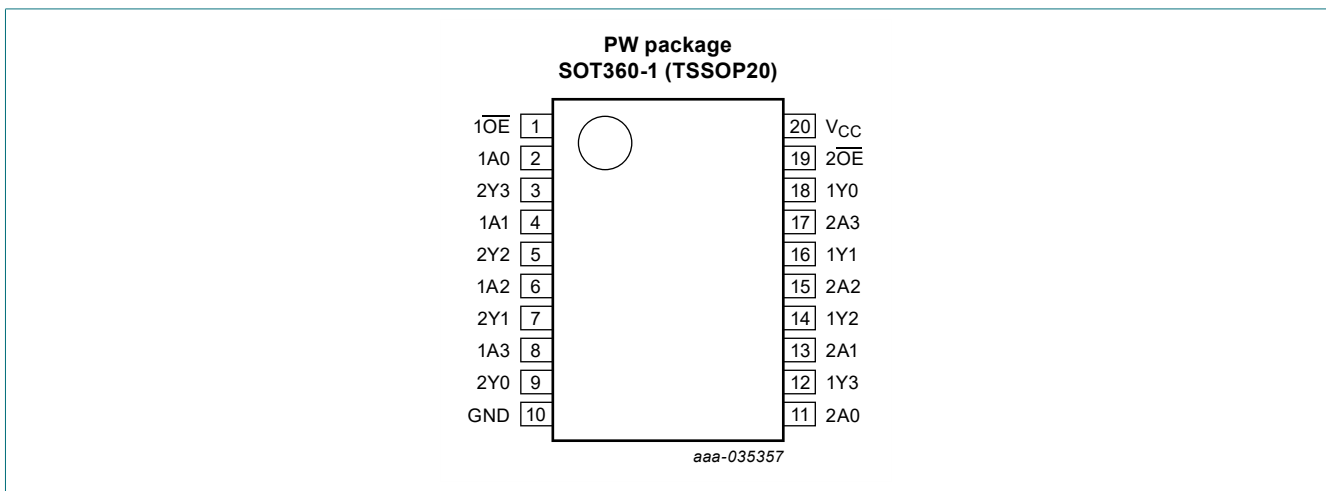 PW package
SOT360-1 (TSSOP20)
1O̅E̅ 1 20 VCC
1A0 2 19 2O̅E̅
2Y3 3 18 1Y0
1A1 4 17 2A3
2Y2 5 16 1Y1
1A2 6 15 2A2
2Y1 7 14 1Y2
1A3 8 13 2A1
2Y0 9 12 1Y3
GND 10 11 2A0
aaa-035357